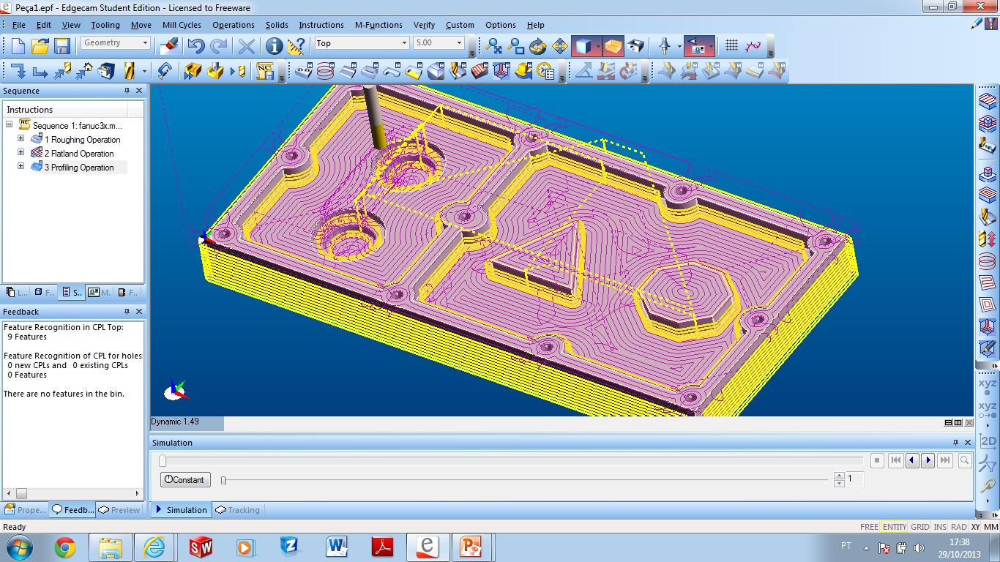 Peça1.epf - Edgecam Student Edition - Licensed to Freeware
File Edit View Tooling Move Mill Cycles Operations Solids Instructions M-Functions Verify Custom Options Help
Geometry Top 5.00
Sequence
Instructions
Sequence 1: fanuc3x.m...
1 Roughing Operation
2 Flatland Operation
3 Profiling Operation
L... F... S.. M. F...
Feedback
Feature Recognition in CPL Top:
9 Features
Feature Recognition of CPL for holes
0 new CPLs and 0 existing CPLs
0 Features
There are no features in the bin.
Prope... Feedb... Preview
Dynamic 1.49
Simulation
Constant
1
Simulation Tracking
xyz
xyz
2D
Ready
FREE ENTITY GRID INS RAD XY MM
PT
17:38
29/10/2013